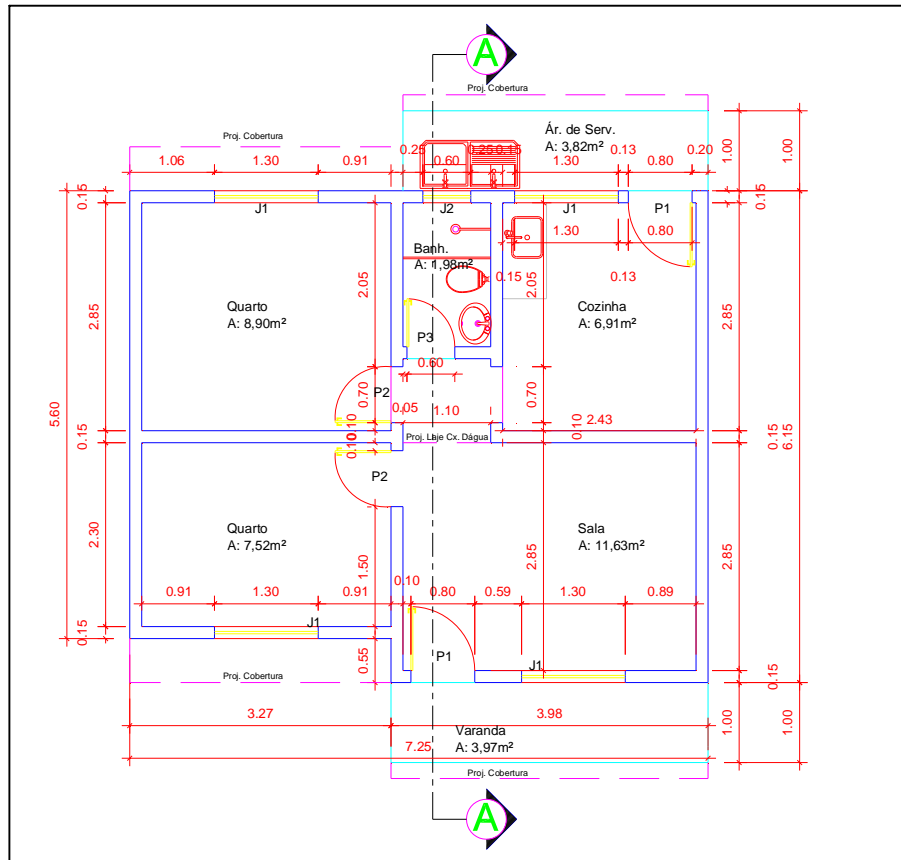 A
Proj. Cobertura
Proj. Cobertura
Ár. de Serv.
A: 3,82m²
1.06
1.30
0.91
0.25
0.60
0.25
0.15
1.30
0.13
0.80
0.20
1.00
1.00
0.15
0.15
J1
J2
J1
P1
1.30
0.80
Banh.
A: 1,98m²
0.15
0.13
2.05
2.05
Quarto
A: 8,90m²
Cozinha
A: 6,91m²
2.85
2.85
P3
0.60
P2
0.70
0.70
0.05
1.10
2.43
5.60
0.10
0.10
0.15
0.10
0.15
6.15
Proj. Laje Cx. Dágua
P2
Quarto
A: 7,52m²
Sala
A: 11,63m²
2.30
1.50
2.85
2.85
0.91
1.30
0.91
0.10
0.80
0.59
1.30
0.89
J1
0.15
0.55
P1
J1
0.15
Proj. Cobertura
3.27
3.98
1.00
1.00
Varanda
A: 3,97m²
7.25
Proj. Cobertura
A